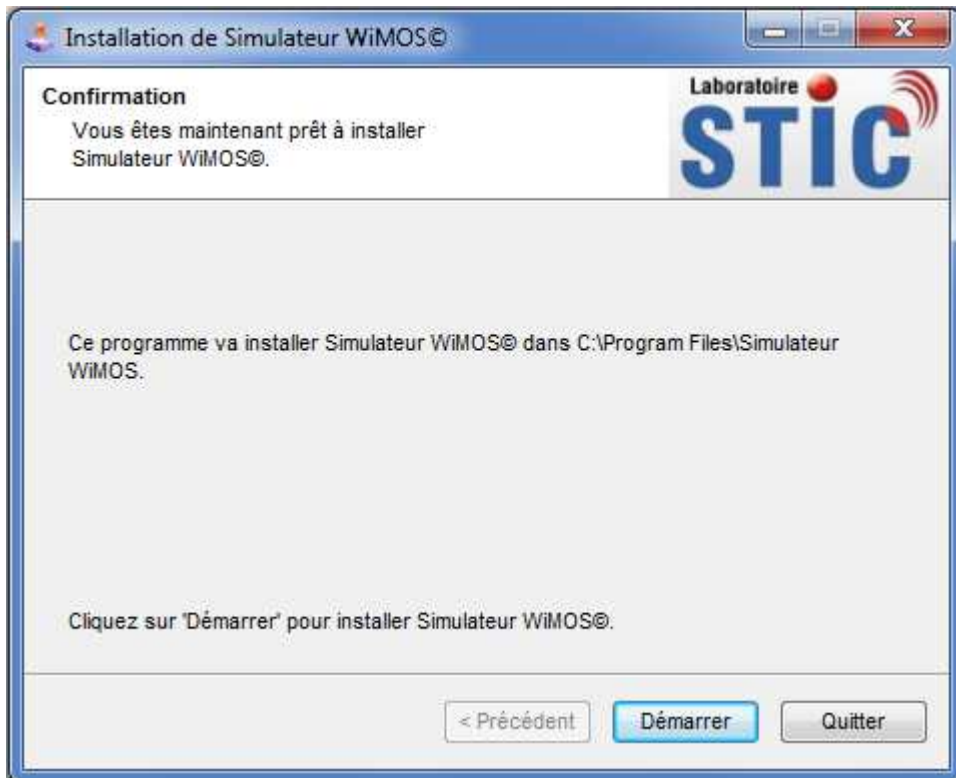 Installation de Simulateur WiMOS©
Confirmation
Vous êtes maintenant prêt à installer
Simulateur WiMOS©.
Laboratoire
STIC
Ce programme va installer Simulateur WiMOS© dans C:\Program Files\Simulateur
WiMOS.
Cliquez sur 'Démarrer' pour installer Simulateur WiMOS©.
< Précédent
Démarrer
Quitter